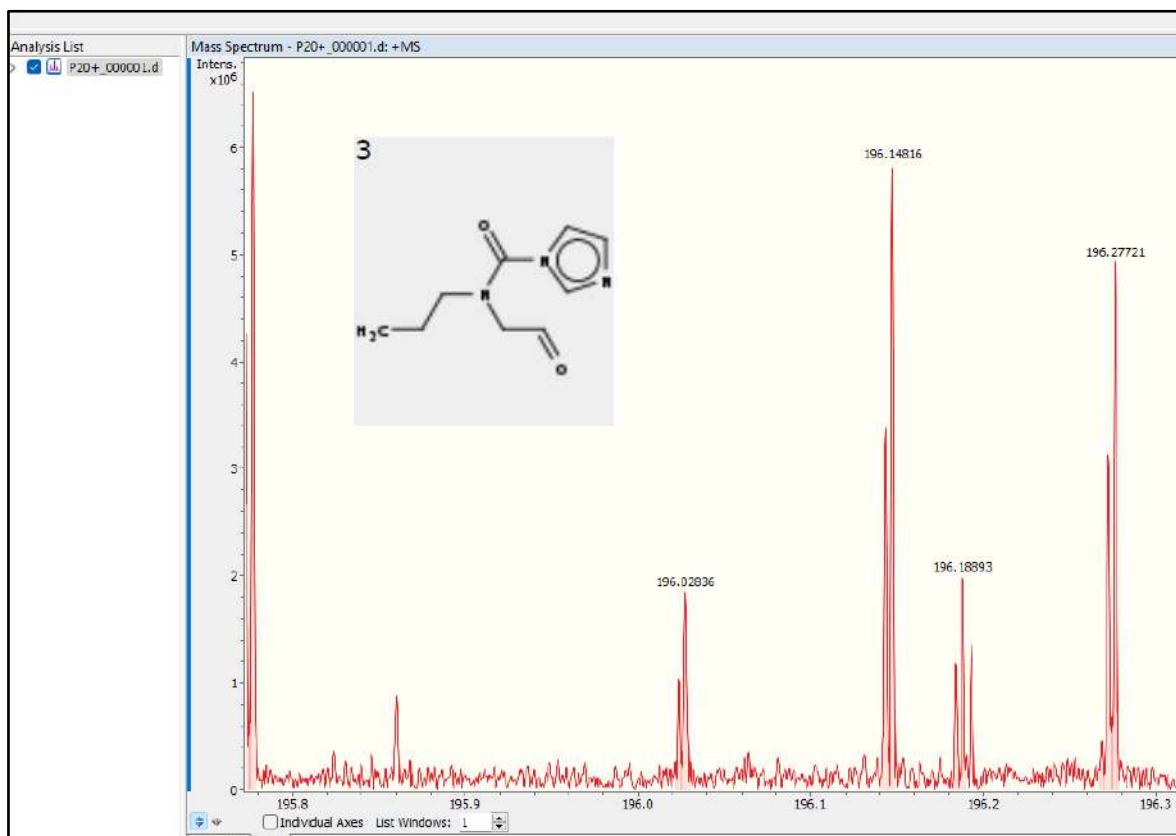 Analysis List
P20+_000001.d
Mass Spectrum - P20+_000001.d: +MS
Intens.
x10⁶
6
5
4
3
2
1
0
3
O
N
N
N
H₃C
O
196.14816
196.27721
196.02836
196.18893
195.8
195.9
196.0
196.1
196.2
196.3
Individual Axes List Windows: 1